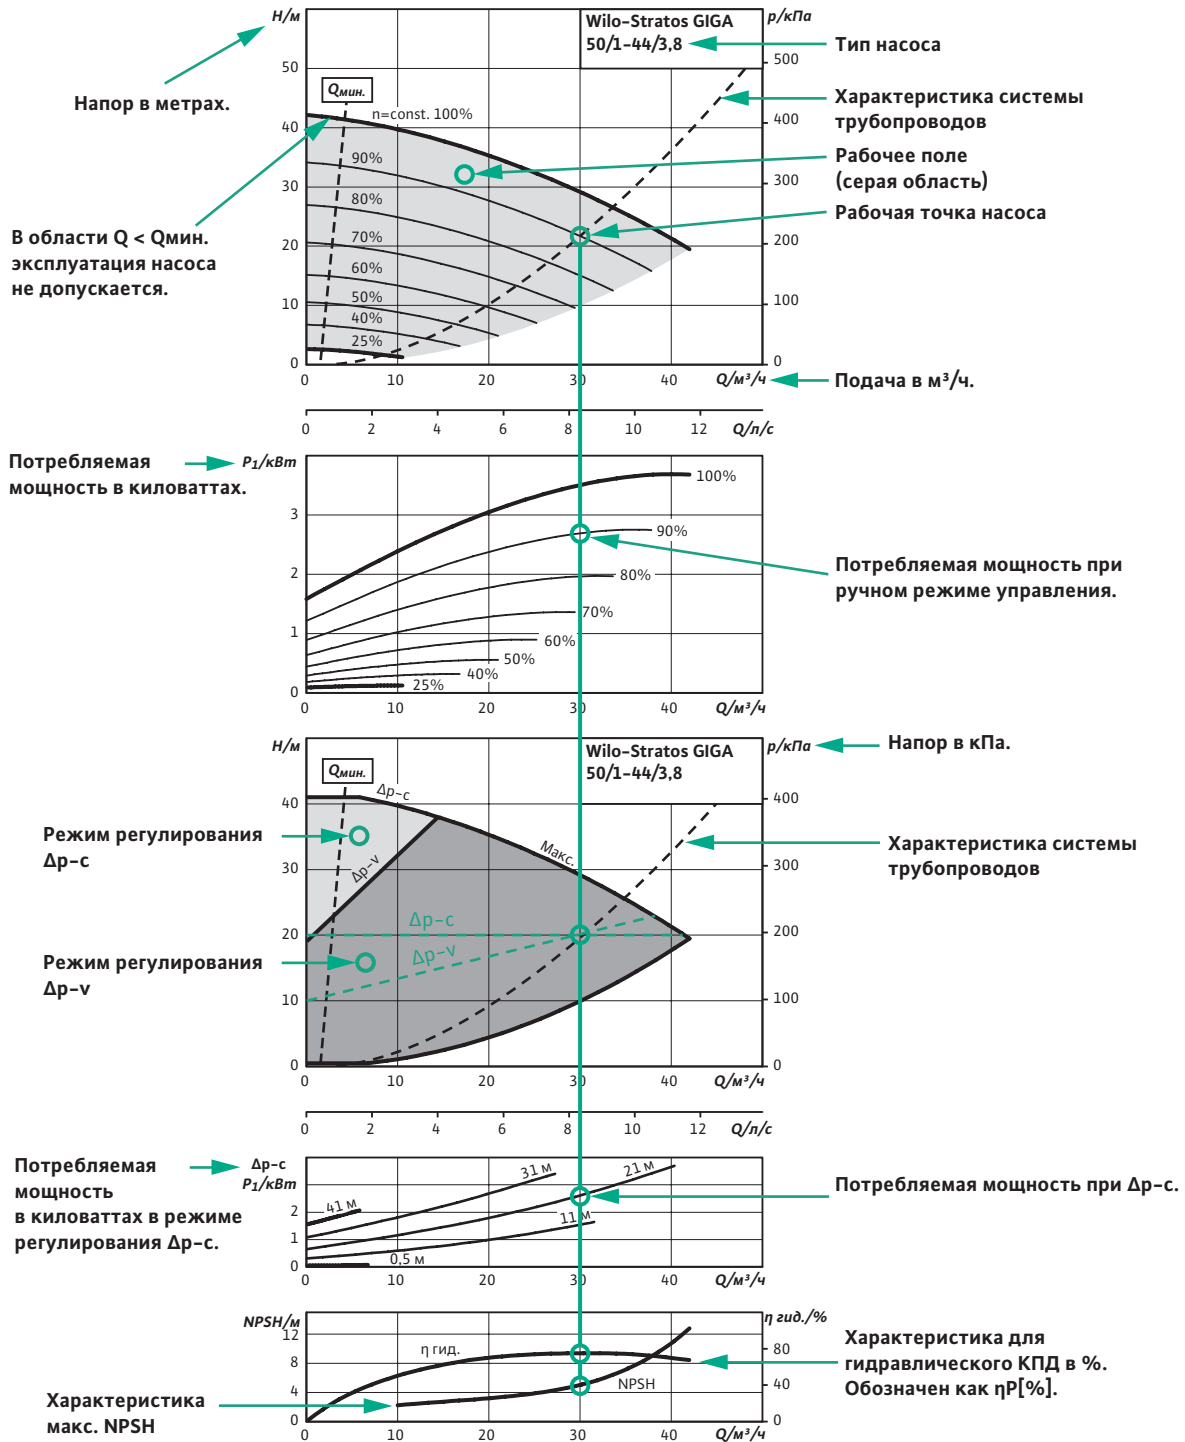 H/м
Wilo-Stratos GIGA
50/1-44/3,8
p/кПа
Тип насоса
50
500
Напор в метрах.
Qмин.
n=const. 100%
Характеристика системы
трубопроводов
40
400
90%
Рабочее поле
(серая область)
30
300
80%
Рабочая точка насоса
В области Q < Qмин.
эксплуатация насоса
не допускается.
70%
20
200
60%
50%
10
100
40%
25%
0
0
0
10
20
30
40
Q/м³/ч
Подача в м³/ч.
0
2
4
6
8
10
12
Q/л/с
Потребляемая
мощность в киловаттах.
P1/кВт
100%
3
90%
Потребляемая мощность при
ручном режиме управления.
2
80%
70%
1
60%
50%
40%
25%
0
0
10
20
30
40
Q/м³/ч
H/м
Wilo-Stratos GIGA
50/1-44/3,8
p/кПа
Напор в кПа.
Qмин.
Δp-c
40
400
Режим регулирования
Δp-c
Δp-v
Макс.
Характеристика системы
трубопроводов
30
300
Δp-c
20
200
Δp-v
Режим регулирования
Δp-v
10
100
0
0
0
10
20
30
40
Q/м³/ч
0
2
4
6
8
10
12
Q/л/с
Потребляемая
мощность
в киловаттах в режиме
регулирования Δp-c.
Δp-c
P1/кВт
41 м
31 м
21 м
11 м
0,5 м
Потребляемая мощность при Δp-c.
2
1
0
0
10
20
30
40
Q/м³/ч
NPSH/м
η гид./%
12
80
η гид.
Характеристика для
гидравлического КПД в %.
Обозначен как ηP[%].
8
NPSH
40
4
Характеристика
макс. NPSH
0
0
0
10
20
30
40
Q/м³/ч